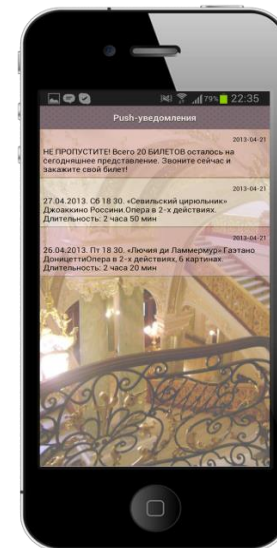 79% 22:35
Push-уведомления
2013-04-21
НЕ ПРОПУСТИТЕ! Всего 20 БИЛЕТОВ осталось на
сегодняшнее представление. Звоните сейчас и
закажите свой билет!
2013-04-21
27.04.2013. Сб 18 30. «Севильский цирюльник»
Джоаккино Россини.Опера в 2-х действиях.
Длительность: 2 часа 50 мин
2013-04-21
26.04.2013. Пт 18 30. «Лючия ди Ламмермур» Гаэтано
ДоницеттиОпера в 2-х действиях, 6 картинах
Длительность: 2 часа 20 мин